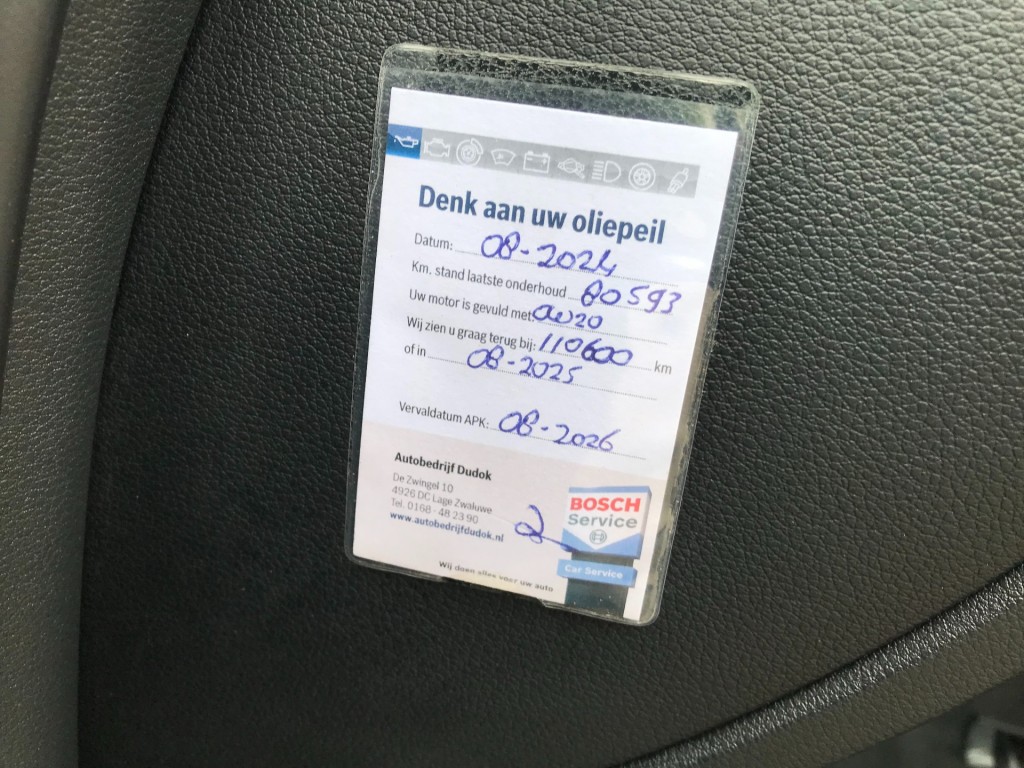 Denk aan uw oliepeil
Datum: 08-2024
Km. stand laatste onderhoud 80593
Uw motor is gevuld met: 0W20
Wij zien u graag terug bij: 110600 km
of in 08-2025
Vervaldatum APK: 08-2026
Autobedrijf Dudok
De Zwingel 10
4926 DC Lage Zwaluwe
Tel. 0168 - 48 23 90
www.autobedrijfdudok.nl
BOSCH
Service
Car Service
Wij doen alles voor uw auto